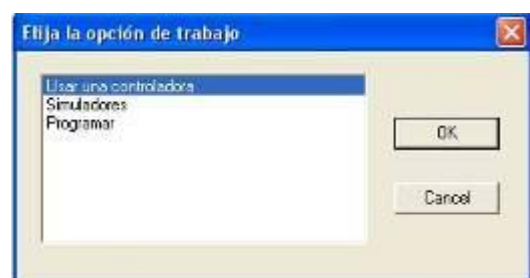 Elija la opción de trabajo
Usar una controladora
Simuladores
Programar
OK
Cancel